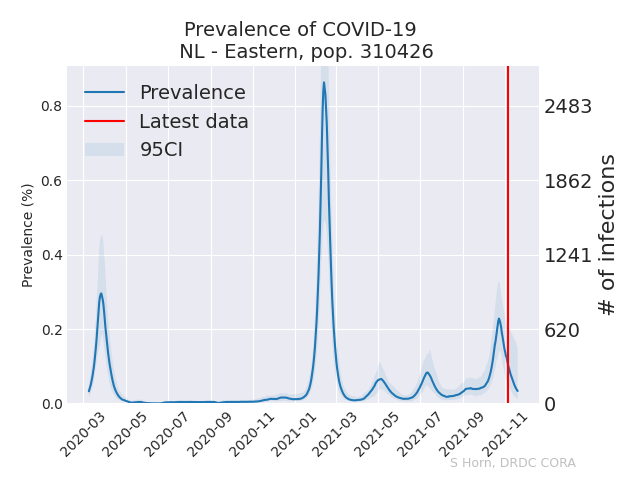 Prevalence of COVID-19
NL - Eastern, pop. 310426
Prevalence
Latest data
95CI
Prevalence (%)
0.8
0.6
0.4
0.2
0.0
2483
1862
1241
620
0
# of infections
2020-03
2020-05
2020-07
2020-09
2020-11
2021-01
2021-03
2021-05
2021-07
2021-09
2021-11
S Horn, DRDC CORA